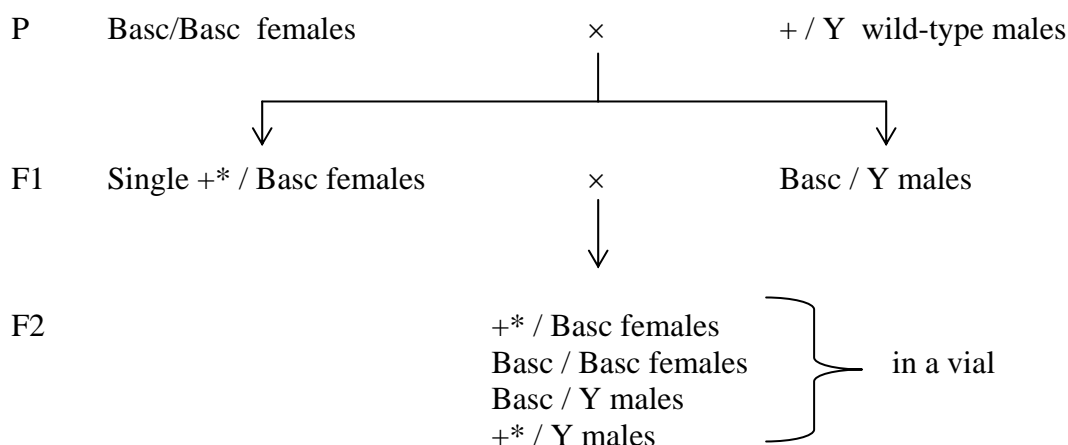 P Basc/Basc females × + / Y wild-type males
F1 Single +* / Basc females × Basc / Y males
F2 +* / Basc females
Basc / Basc females in a vial
Basc / Y males
+* / Y males